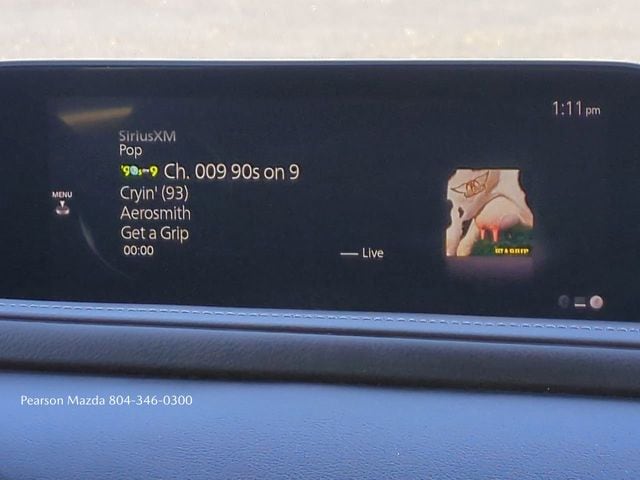 1:11 pm
SiriusXM
Pop
'90s on 9 Ch. 009 90s on 9
MENU
Cryin' (93)
Aerosmith
Get a Grip
00:00
Live
GET A GRIP
Pearson Mazda 804-346-0300